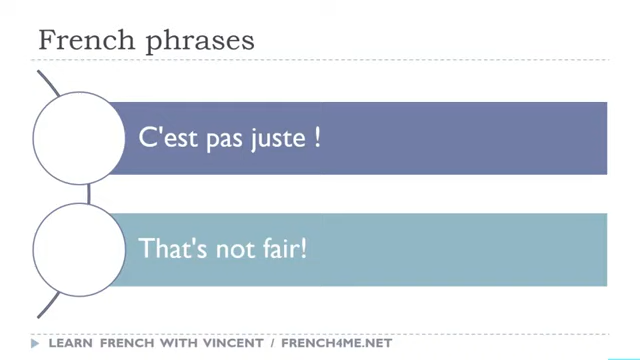 French phrases
C'est pas juste !
That's not fair!
LEARN FRENCH WITH VINCENT / FRENCH4ME.NET